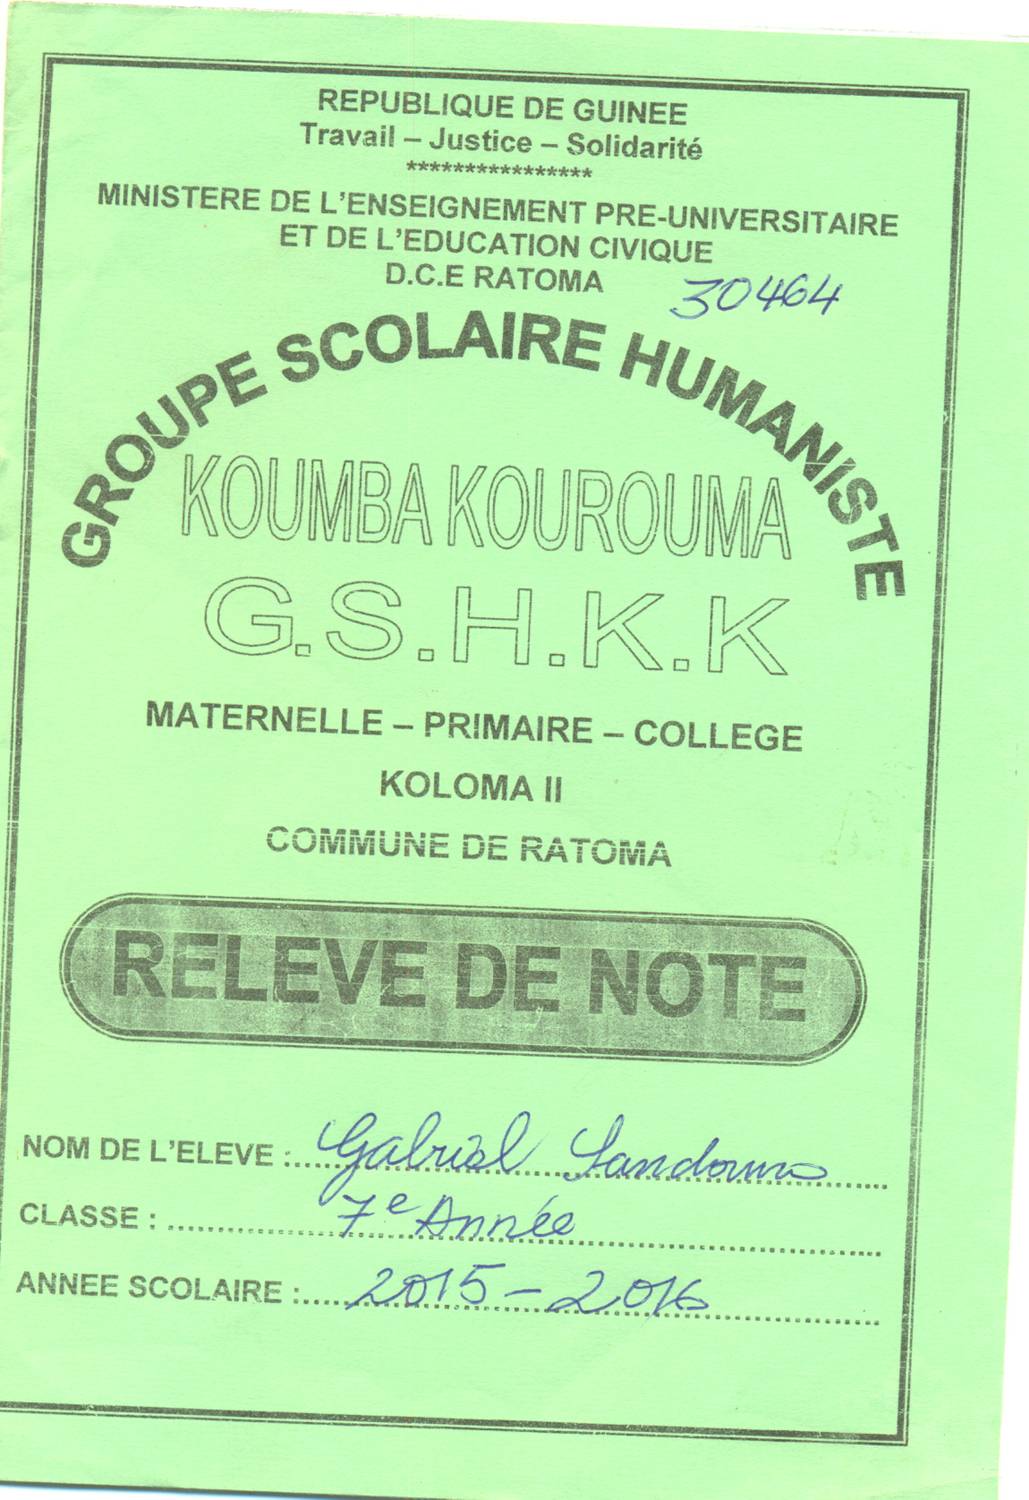 REPUBLIQUE DE GUINEE
Travail – Justice – Solidarité
****************
MINISTERE DE L'ENSEIGNEMENT PRE-UNIVERSITAIRE
ET DE L'EDUCATION CIVIQUE
D.C.E RATOMA
30464
GROUPE SCOLAIRE HUMANISTE
KOUMBA KOUROUMA
G.S.H.K.K
MATERNELLE – PRIMAIRE – COLLEGE
KOLOMA II
COMMUNE DE RATOMA
RELEVE DE NOTE
NOM DE L'ELEVE : Gabriel Sandouno
CLASSE : 7e Année
ANNEE SCOLAIRE : 2015 - 2016